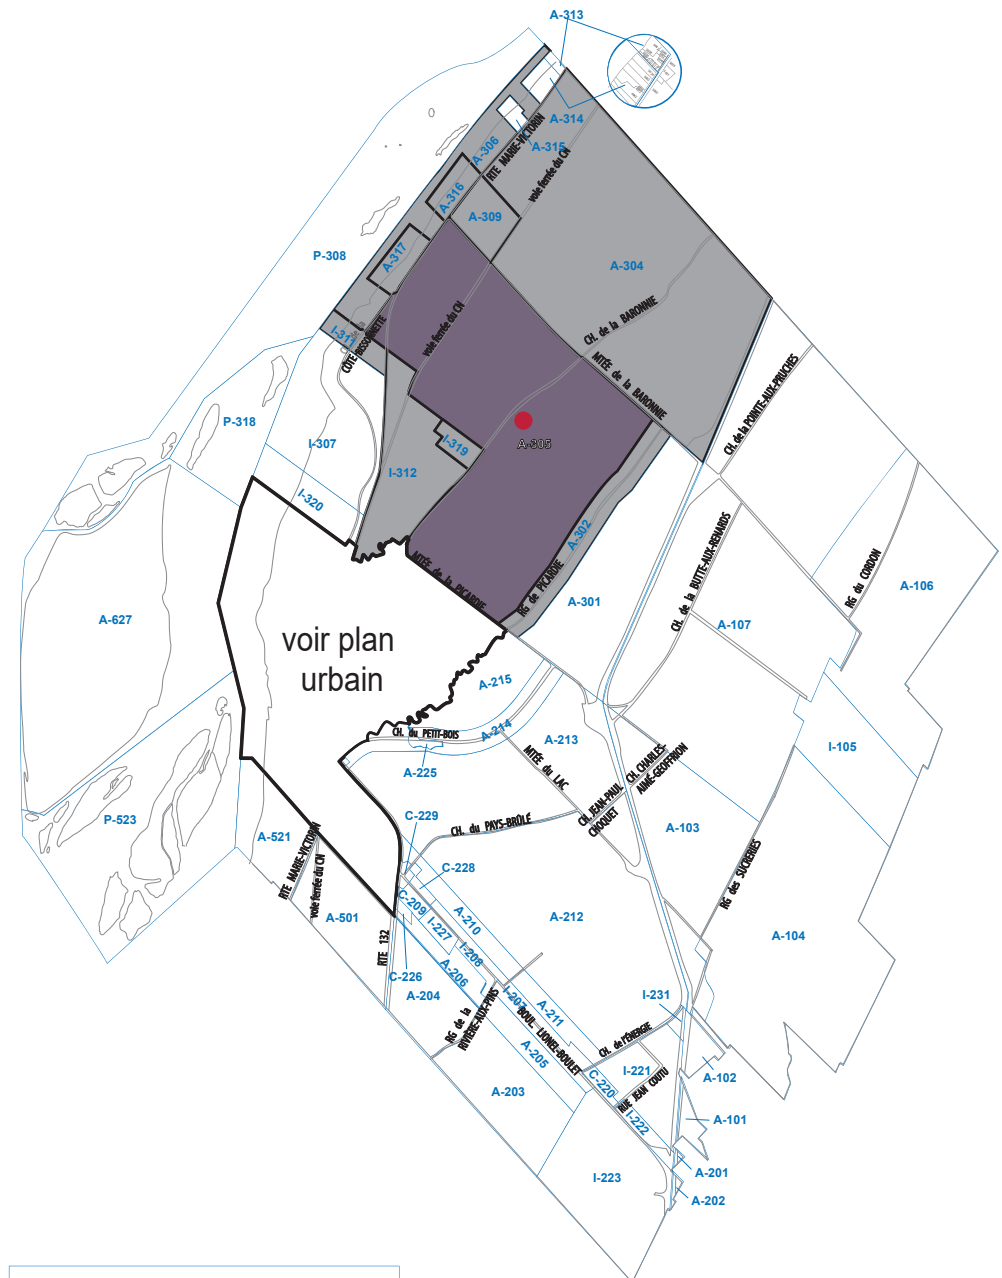 A-313
A-314
A-315
A-306
RTE MARIE-VICTORIN
voie ferrée du CN
A-316
A-309
A-317
P-308
A-304
I-311
CÔTE BISSONNETTE
voie ferrée du CN
CH. de la BARONNIE
MTÉE de la BARONNIE
CH. de la POINTE-AUX-PRUCHES
P-318
I-307
A-305
I-319
I-312
I-320
A-302
MTÉE de la PICARDIE
RG de PICARDIE
A-301
CH. de la BUTTE-AUX-RENARDS
RG du CORDON
A-106
A-627
A-107
voir plan
urbain
A-215
A-214
CH. du PETIT-BOIS
A-213
A-225
MTÉE du LAC
CH. JEAN-PAUL
CHOQUET
CH. CHARLES-
AIMÉ-GEOFFRION
I-105
P-523
A-521
RTE MARIE-VICTORIN
voie ferrée du CN
C-229
CH. du PAYS-BRÛLÉ
A-103
C-228
RG des SUCRERIES
A-501
C-209
A-210
A-212
I-227
I-208
A-104
RTE 132
C-226
A-206
A-204
I-207
A-211
I-231
RG de la
RIVIÈRE-AUX-PINS
BOUL. LIONEL-BOULET
CH. de l'ÉNERGIE
A-205
I-221
C-220
RUE JEAN COUTU
A-102
A-203
I-222
A-101
A-201
I-223
A-202